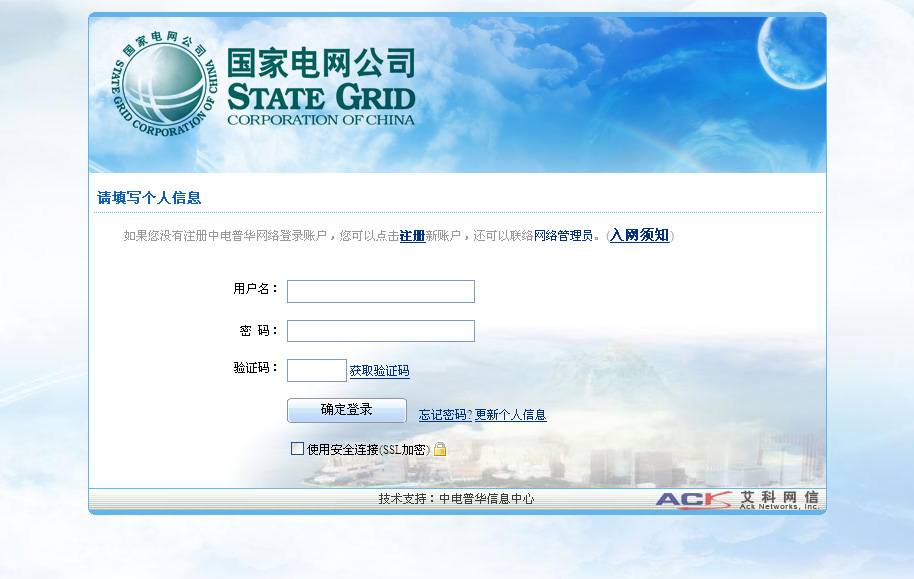 国家电网公司
STATE GRID CORPORATION OF CHINA
国家电网公司
STATE GRID
CORPORATION OF CHINA
请填写个人信息
如果您没有注册中电普华网络登录账户，您可以点击注册新账户，还可以联络网络管理员。(入网须知)
用户名：
密 码：
验证码： 获取验证码
确定登录 忘记密码? 更新个人信息
使用安全连接(SSL加密)
技术支持：中电普华信息中心
ACK 艾科网信
Ack Networks, Inc.